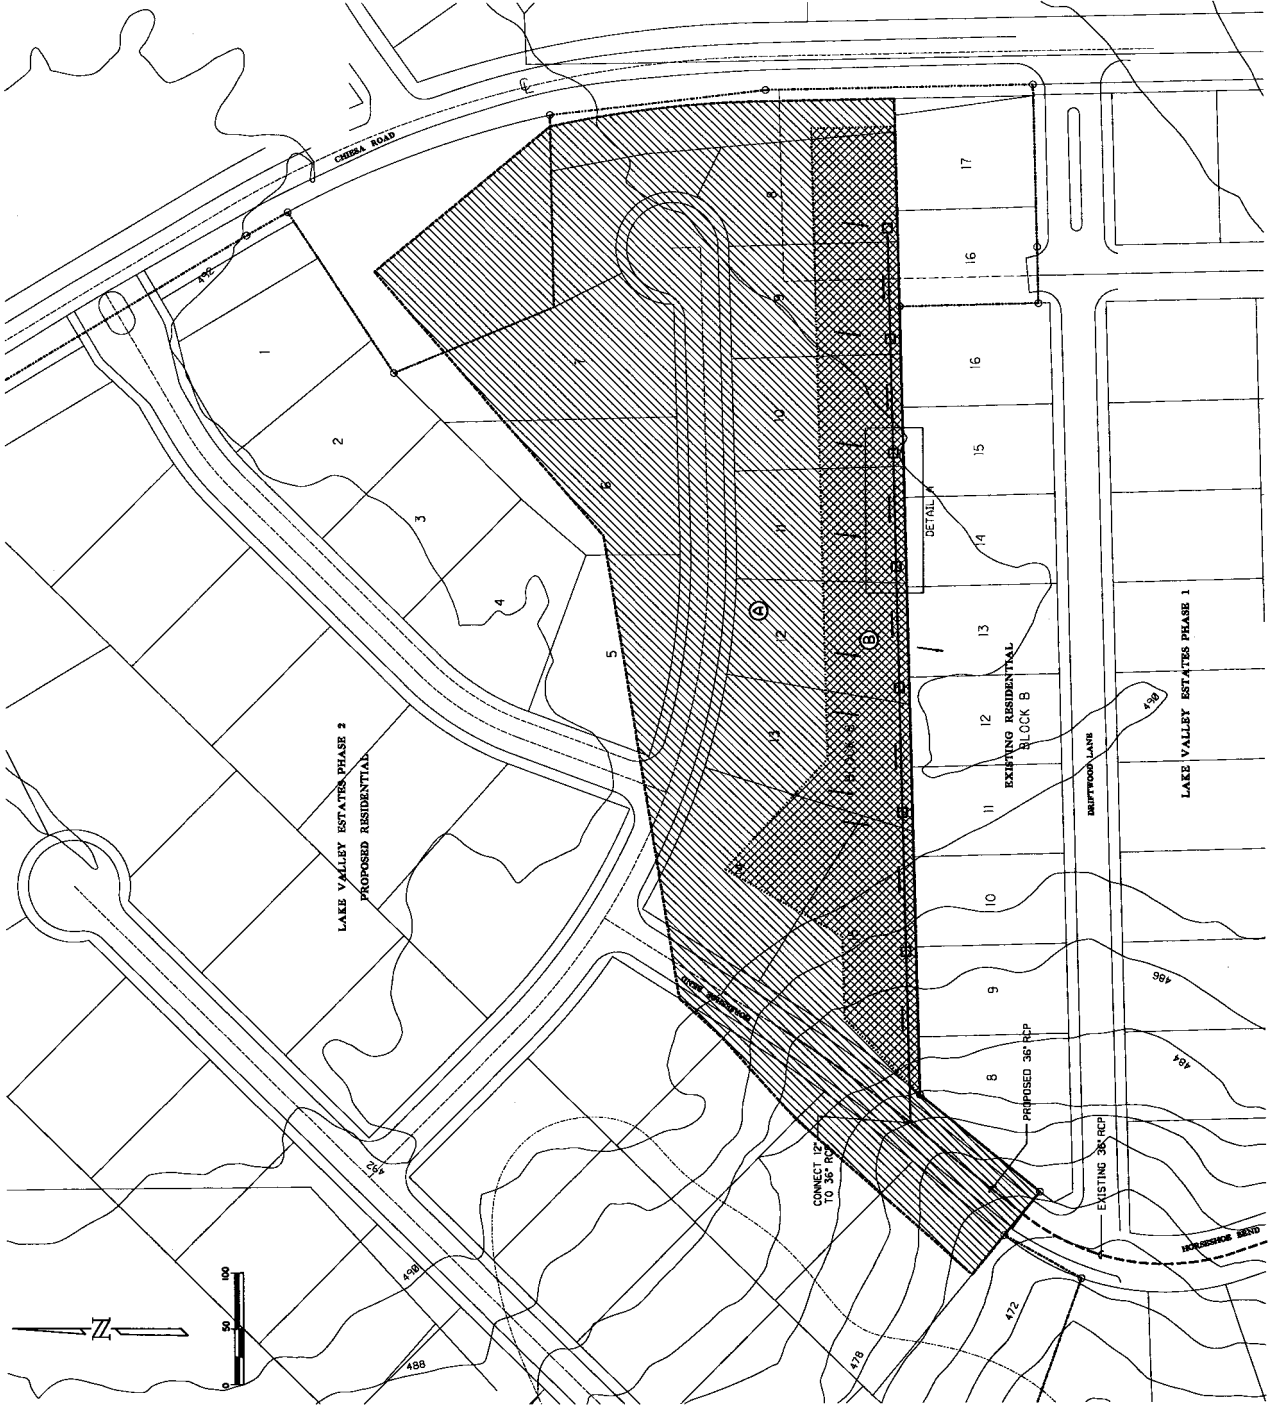 CHIESA ROAD
℄
492
1
2
3
4
5
6
7
8
9
10
11
12
13
Ⓐ
Ⓑ
17
16
16
15
14
13
12
11
10
9
8
DETAIL A
EXISTING RESIDENTIAL
BLOCK B
DRIFTWOOD LANE
LAKE VALLEY ESTATES PHASE 1
LAKE VALLEY ESTATES PHASE 2
PROPOSED RESIDENTIAL
HORSESHOE BEND
490
486
484
PROPOSED 36" RCP
EXISTING 36" RCP
CONNECT 12"
TO 36" RCP
HORSESHOE BEND
492
490
488
478
472
N
0 50 100